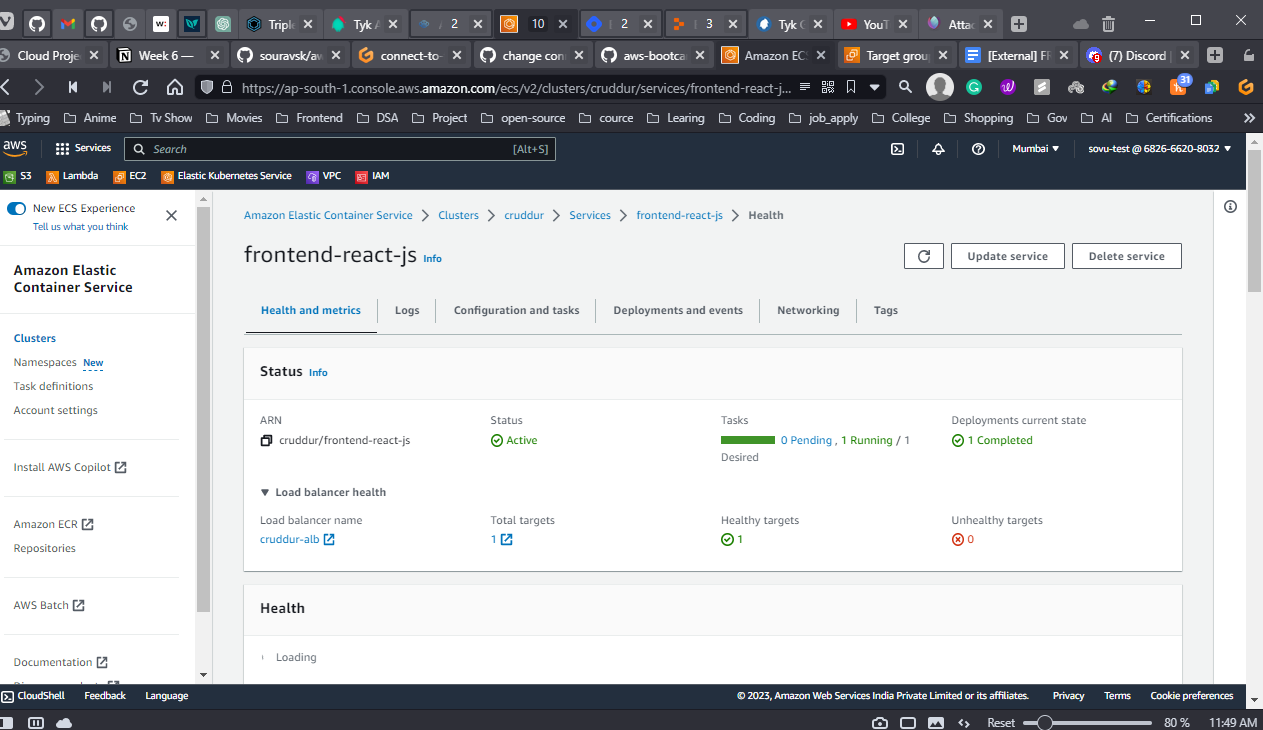 Triple
Tyk A
2
10
2
3
Tyk C
YouT
Attac
Cloud Proje
Week 6 —
souravsk/aw
connect-to-
change con
aws-bootca
Amazon ECS
Target grou
[External] F
(7) Discord
https://ap-south-1.console.aws.amazon.com/ecs/v2/clusters/cruddur/services/frontend-react-j...
31
Typing
Anime
Tv Show
Movies
Frontend
DSA
Project
open-source
cource
Learing
Coding
job_apply
College
Shopping
Gov
AI
Certifications
aws
Services
Search
[Alt+S]
Mumbai
sovu-test @ 6826-6620-8032
S3
Lambda
EC2
Elastic Kubernetes Service
VPC
IAM
New ECS Experience
Tell us what you think
Amazon Elastic
Container Service
Clusters
Namespaces New
Task definitions
Account settings
Install AWS Copilot
Amazon ECR
Repositories
AWS Batch
Documentation
Amazon Elastic Container Service
Clusters
cruddur
Services
frontend-react-js
Health
frontend-react-js Info
Update service
Delete service
Health and metrics
Logs
Configuration and tasks
Deployments and events
Networking
Tags
Status Info
ARN
cruddur/frontend-react-js
Status
Active
Tasks
0 Pending , 1 Running / 1
Desired
Deployments current state
1 Completed
Load balancer health
Load balancer name
cruddur-alb
Total targets
1
Healthy targets
1
Unhealthy targets
0
Health
Loading
CloudShell
Feedback
Language
© 2023, Amazon Web Services India Private Limited or its affiliates.
Privacy
Terms
Cookie preferences
Reset
80 %
11:49 AM